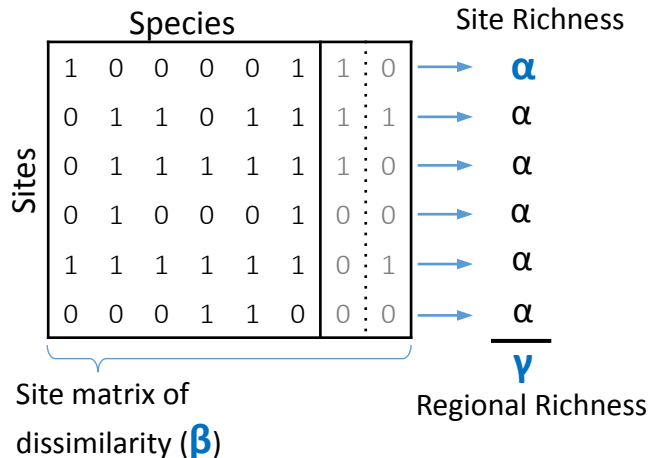 Species
Site Richness
Sites
1 0 0 0 0 1 1 0 α
0 1 1 0 1 1 1 1 α
0 1 1 1 1 1 1 0 α
0 1 0 0 0 1 0 0 α
1 1 1 1 1 1 0 1 α
0 0 0 1 1 0 0 0 α
γ
Regional Richness
Site matrix of
dissimilarity (β)